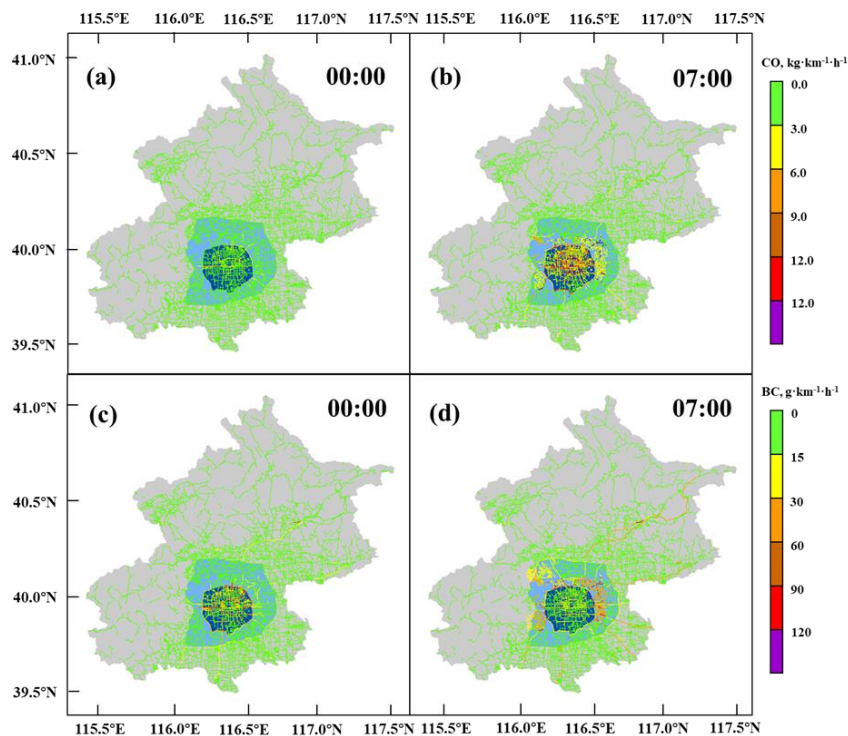 115.5°E 116.0°E 116.5°E 117.0°E 117.5°E 115.5°E 116.0°E 116.5°E 117.0°E 117.5°E
41.0°N
40.5°N
40.0°N
39.5°N
(a) 00:00
(b) 07:00
CO, kg·km⁻¹·h⁻¹
0.0
3.0
6.0
9.0
12.0
12.0
41.0°N
40.5°N
40.0°N
39.5°N
(c) 00:00
(d) 07:00
BC, g·km⁻¹·h⁻¹
0
15
30
60
90
120
115.5°E 116.0°E 116.5°E 117.0°E 117.5°E 115.5°E 116.0°E 116.5°E 117.0°E 117.5°E